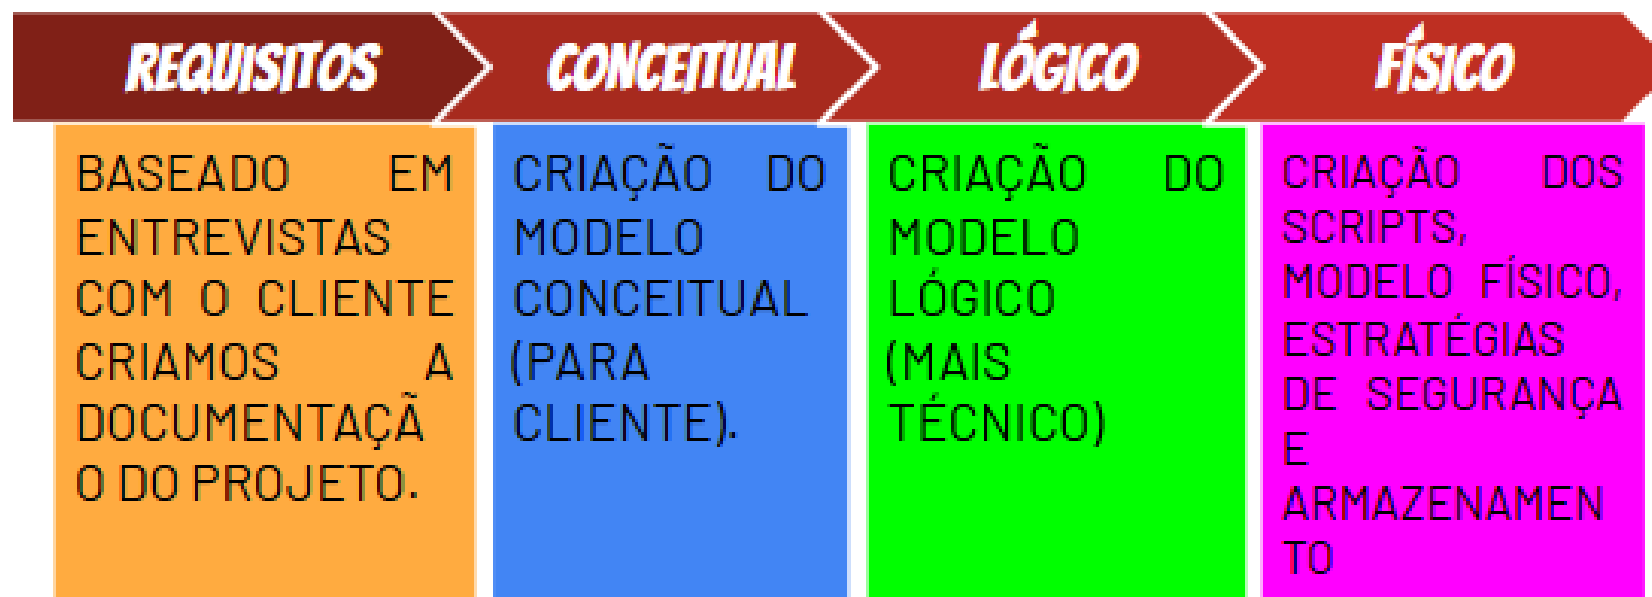 REQUISITOS
CONCEITUAL
LÓGICO
FÍSICO
BASEADO EM
ENTREVISTAS
COM O CLIENTE
CRIAMOS A
DOCUMENTAÇÃ
O DO PROJETO.
CRIAÇÃO DO
MODELO
CONCEITUAL
(PARA
CLIENTE).
CRIAÇÃO DO
MODELO
LÓGICO
(MAIS
TÉCNICO)
CRIAÇÃO DOS
SCRIPTS,
MODELO FÍSICO,
ESTRATÉGIAS
DE SEGURANÇA
E
ARMAZENAMEN
TO